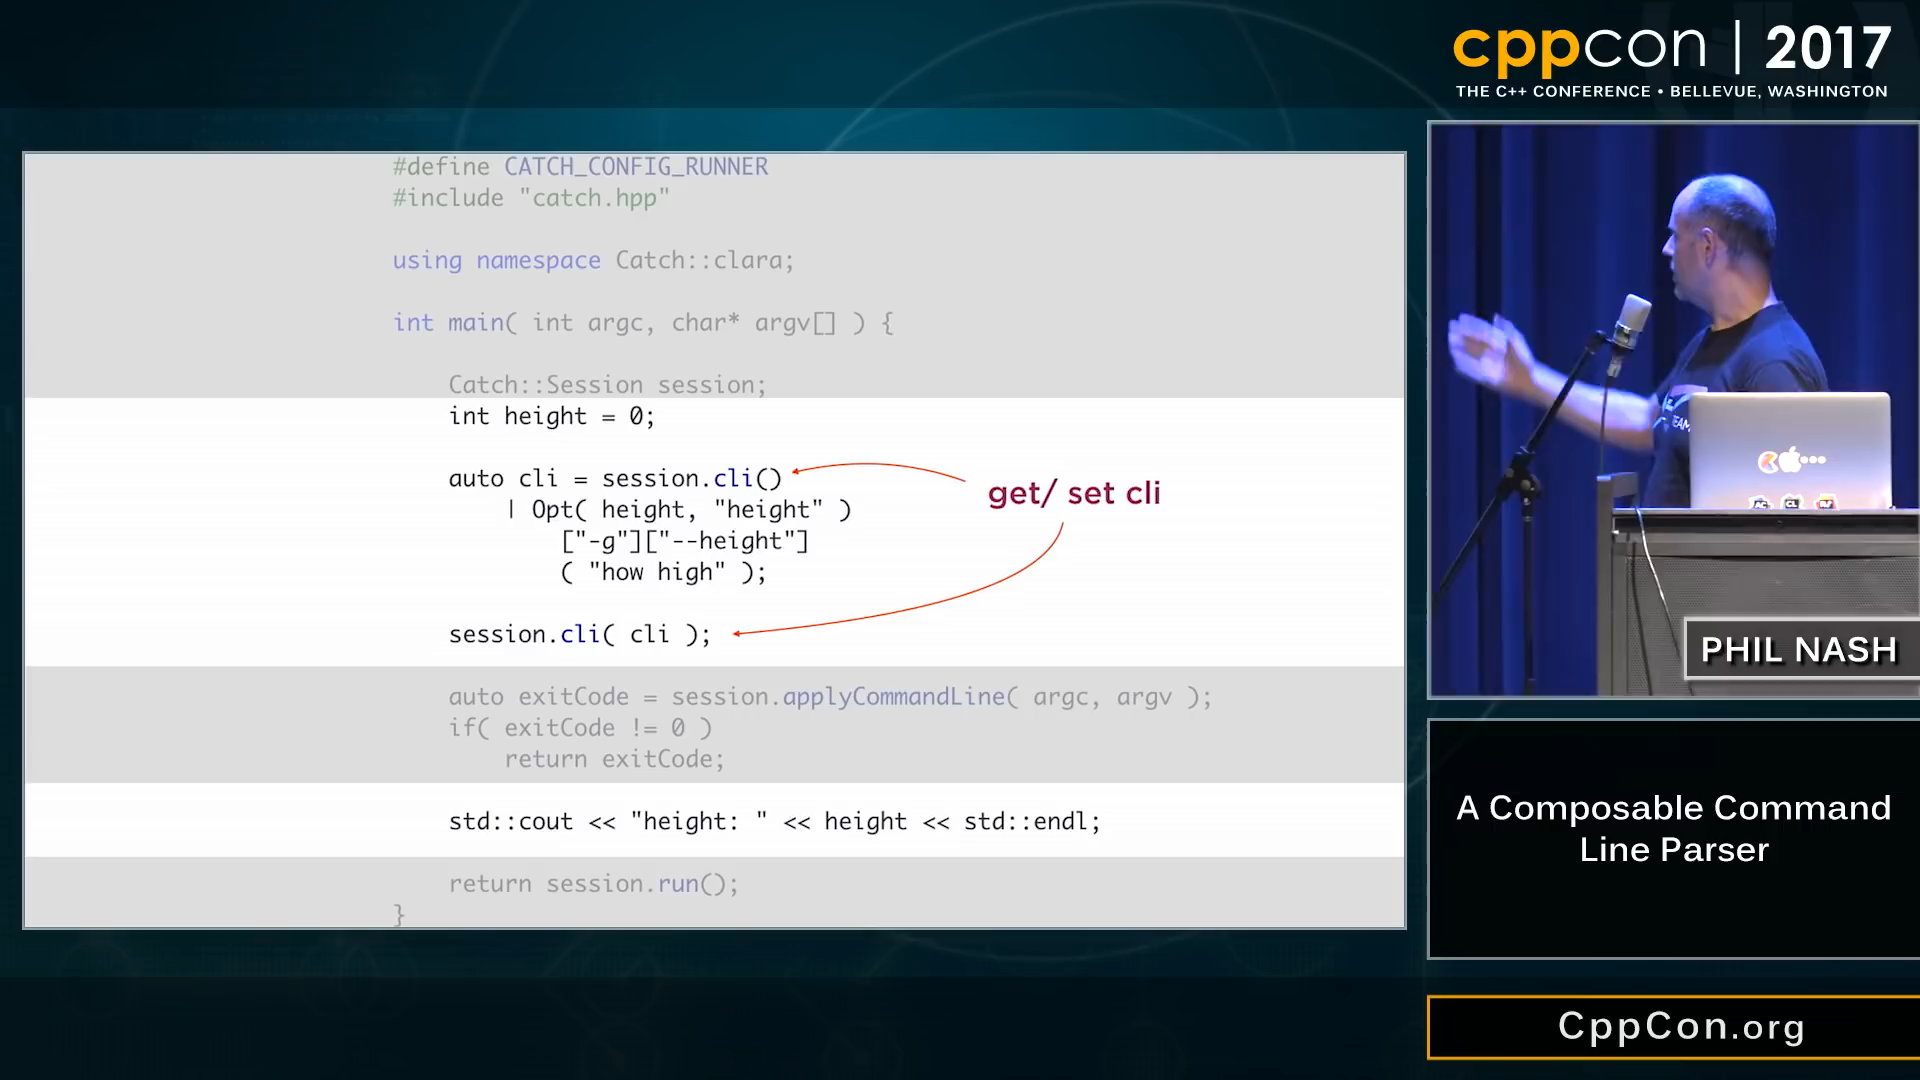 cppcon | 2017
THE C++ CONFERENCE • BELLEVUE, WASHINGTON
#define CATCH_CONFIG_RUNNER
#include "catch.hpp"
using namespace Catch::clara;
int main( int argc, char* argv[] ) {
Catch::Session session;
int height = 0;
auto cli = session.cli()
| Opt( height, "height" )
["-g"]["--height"]
( "how high" );
get/ set cli
session.cli( cli );
auto exitCode = session.applyCommandLine( argc, argv );
if( exitCode != 0 )
return exitCode;
std::cout << "height: " << height << std::endl;
return session.run();
}
PHIL NASH
A Composable Command
Line Parser
CppCon.org